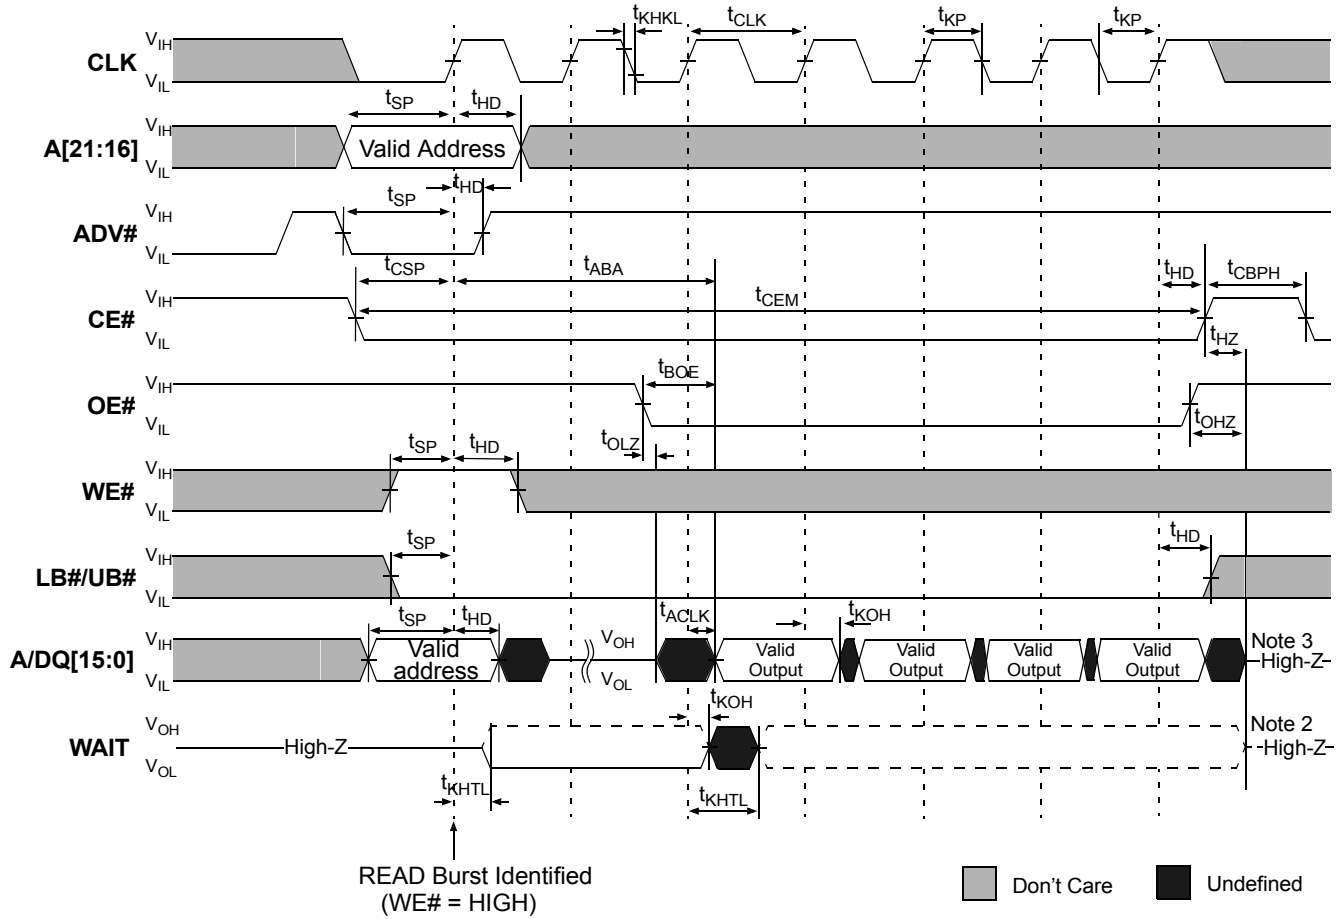 tKHKL tCLK tKP tKP
CLK VIH VIL
tSP tHD
A[21:16] VIH VIL Valid Address
tSP tHD
ADV# VIH VIL
tCSP tABA tHD tCBPH
CE# VIH VIL tCEM
tHZ
tBOE
OE# VIH VIL
tOLZ tOHZ
tSP tHD
WE# VIH VIL
tSP tHD
LB#/UB# VIH VIL
tSP tHD tACLK tKOH
A/DQ[15:0] VIH VIL Valid address VOH VOL Valid Output Valid Output Valid Output Valid Output Note 3 High-Z
tKOH
WAIT VOH VOL High-Z Note 2 High-Z
tKHTL tKHTL
READ Burst Identified
(WE# = HIGH)
Don't Care Undefined